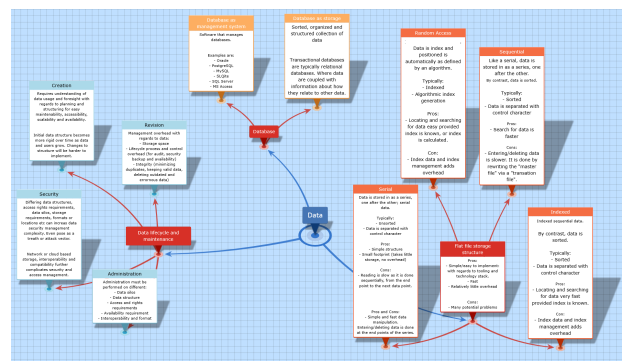 Database as
management system
Software that manages
databases.
Examples are:
- Oracle
- PostgreSQL
- MySQL
- SLQite
- SQL Server
- MS Access
Database as storage
Sorted, organized and
structured collection of
data
Transactional databases
are typically relational
databases. Where data
are coupled with
information about how
they relate to other data.
Random Access
Data is index and
positioned is
automatically as defined
by an algorithm.
Typically:
- Indexed
- Algorithmic index
generation
Pros:
- Locating and searching
for data easy provided
index is known, or index
is calculated.
Con:
- Index data and index
management adds
overhead
Sequential
Like a serial, data is
stored in as a series, one
after the other.
By contrast, data is sorted.
Typically:
- Sorted
- Data is separated with
control character
Pros:
- Search for data is
faster
Con:
- Entering/deleting data
is slower. It is done by
rewriting the "master
file" via a "transation
file".
Creation
Requires understanding of
data usage and foresight with
regards to planning and
structuring for easy
maintenance, accessibility,
scalability and availability.
Initial data structure becomes
more rigid over time as data
and users grow. Changes to
structure will be harder to
implement.
Revision
Management overhead with
regards to data:
- Storage space
- Lifecycle process and control
overhead (for audit, security
backup and availability)
- Integrity (minimising
duplicates, keeping valid data,
deleting outdated and
erroneous data)
Database
Security
Differing data structures,
access rights requirements,
data silos, storage
requirements, formats or
locations etc can increase data
security management
complexity. Even pose as a
breath or attack vector.
Network or cloud based
storage, interoperability and
compatability further
complicates security and
access management.
Data lifecycle and
maintenance
Data
Administration
Administration must be
performed on different:
- Data silos
- Data structure
- Access and rights
requirements
- Availability requirement
- Interoperability and format
Serial
Data is stored in as a series,
one after the other; serial
data.
Typically:
- Unsorted
- Data is separated with
control character
Pros:
- Simple structure
- Small footprint (takes little
storage, no overhead)
Cons:
- Reading is slow as it is done
sequentially, from the end
point to the next data point.
Pros and Cons:
- Simple and fast data
manipulation.
Entering/deleting data is done
at the end points of the series.
Flat file storage
structure
Pros:
- Simple/easy to implement
with regards to tooling and
technology stack.
- Fast
- Relatively little overhead
Cons:
- Many potential problems
Indexed
Indexed sequential data.
By contrast, data is
sorted.
Typically:
- Sorted
- Data is separated with
control character
Pros:
- Locating and searching
for data very fast
provided index is known.
Con:
- Index data and index
management adds
overhead